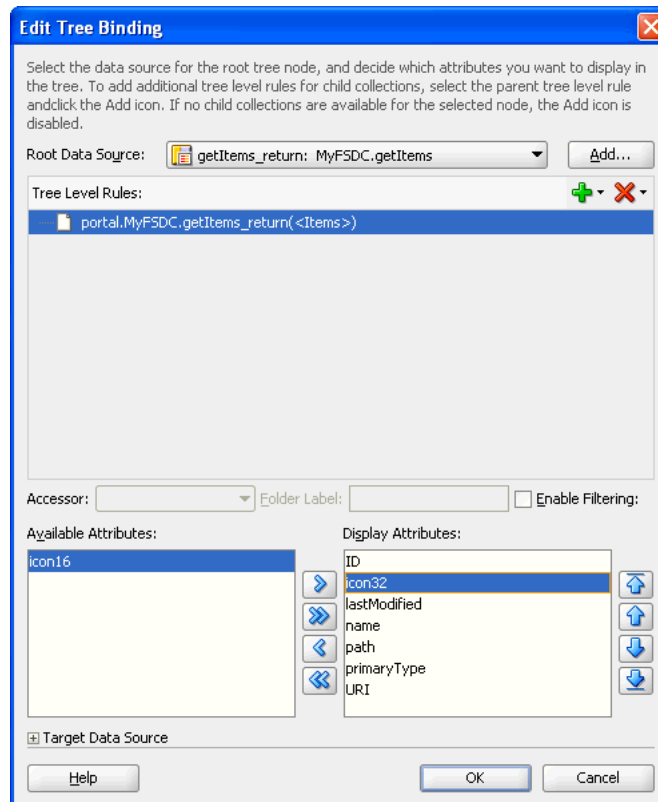 Edit Tree Binding
Select the data source for the root tree node, and decide which attributes you want to display in
the tree. To add additional tree level rules for child collections, select the parent tree level rule
andclick the Add icon. If no child collections are available for the selected node, the Add icon is
disabled.
Root Data Source: getItems_return: MyFSDC.getItems Add...
Tree Level Rules:
portal.MyFSDC.getItems_return(<Items>)
Accessor: Folder Label: Enable Filtering:
Available Attributes: Display Attributes:
icon16
ID
icon32
lastModified
name
path
primaryType
URI
Target Data Source
Help OK Cancel